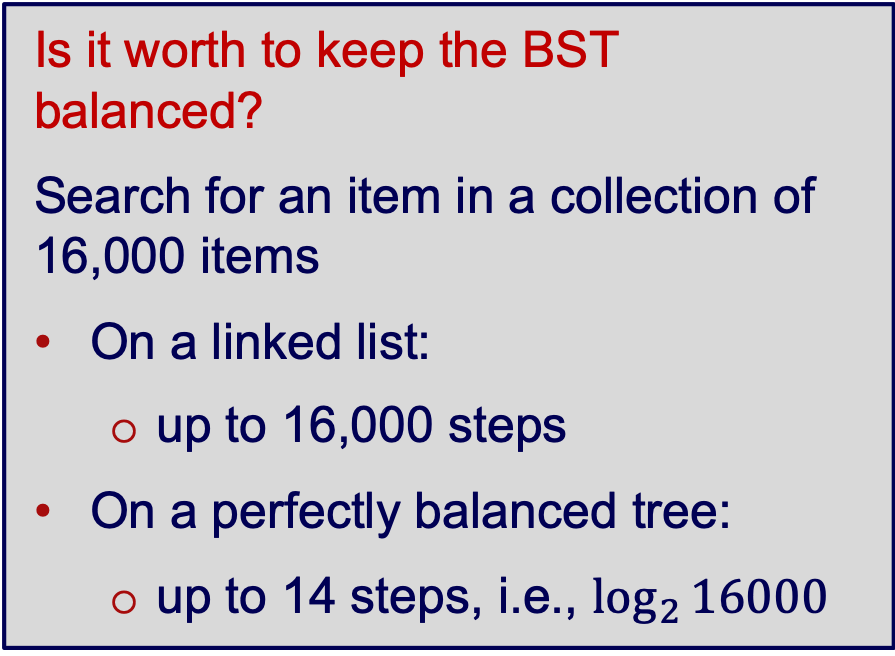 Is it worth to keep the BST
balanced?
Search for an item in a collection of
16,000 items
• On a linked list:
o up to 16,000 steps
• On a perfectly balanced tree:
o up to 14 steps, i.e., log₂ 16000